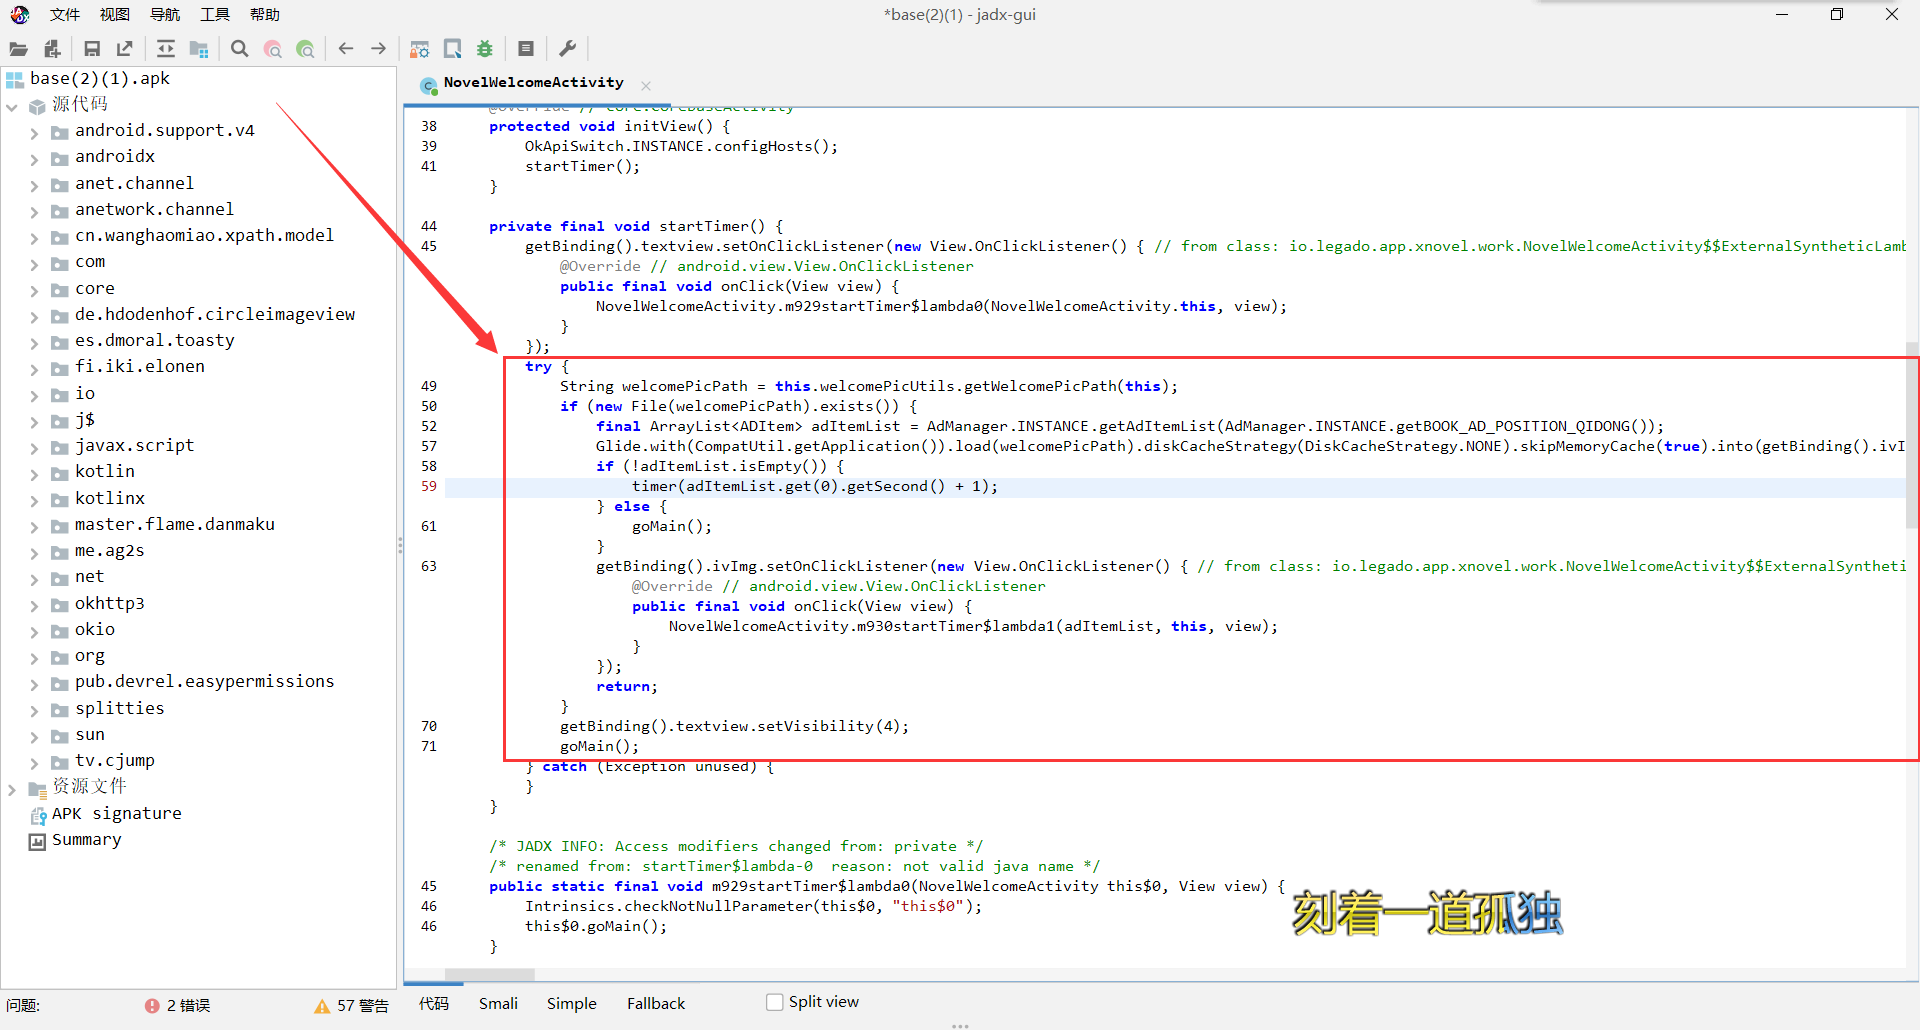 文件 视图 导航 工具 帮助
*base(2)(1) - jadx-gui
base(2)(1).apk
源代码
android.support.v4
androidx
anet.channel
anetwork.channel
cn.wanghaomiao.xpath.model
com
core
de.hdodenhof.circleimageview
es.dmoral.toasty
fi.iki.elonen
io
j$
javax.script
kotlin
kotlinx
master.flame.danmaku
me.ag2s
net
okhttp3
okio
org
pub.devrel.easypermissions
splitties
sun
tv.cjump
资源文件
APK signature
Summary
问题: 2 错误 57 警告
NovelWelcomeActivity
@Override // core.CoreBaseActivity
38 protected void initView() {
39 OkApiSwitch.INSTANCE.configHosts();
41 startTimer();
}
44 private final void startTimer() {
45 getBinding().textview.setOnClickListener(new View.OnClickListener() { // from class: io.legado.app.xnovel.work.NovelWelcomeActivity$$ExternalSyntheticLamb
@Override // android.view.View.OnClickListener
public final void onClick(View view) {
NovelWelcomeActivity.m929startTimer$lambda0(NovelWelcomeActivity.this, view);
}
});
try {
49 String welcomePicPath = this.welcomePicUtils.getWelcomePicPath(this);
50 if (new File(welcomePicPath).exists()) {
52 final ArrayList<ADItem> adItemList = AdManager.INSTANCE.getAdItemList(AdManager.INSTANCE.getBOOK_AD_POSITION_QIDONG());
57 Glide.with(CompatUtil.getApplication()).load(welcomePicPath).diskCacheStrategy(DiskCacheStrategy.NONE).skipMemoryCache(true).into(getBinding().ivI
58 if (!adItemList.isEmpty()) {
59 timer(adItemList.get(0).getSecond() + 1);
} else {
61 goMain();
}
63 getBinding().ivImg.setOnClickListener(new View.OnClickListener() { // from class: io.legado.app.xnovel.work.NovelWelcomeActivity$$ExternalSyntheti
@Override // android.view.View.OnClickListener
public final void onClick(View view) {
NovelWelcomeActivity.m930startTimer$lambda1(adItemList, this, view);
}
});
return;
}
70 getBinding().textview.setVisibility(4);
71 goMain();
} catch (Exception unused) {
}
}
/* JADX INFO: Access modifiers changed from: private */
/* renamed from: startTimer$lambda-0  reason: not valid java name */
45 public static final void m929startTimer$lambda0(NovelWelcomeActivity this$0, View view) {
46 Intrinsics.checkNotNullParameter(this$0, "this$0");
46 this$0.goMain();
}
刻着一道孤独
代码 Smali Simple Fallback Split view